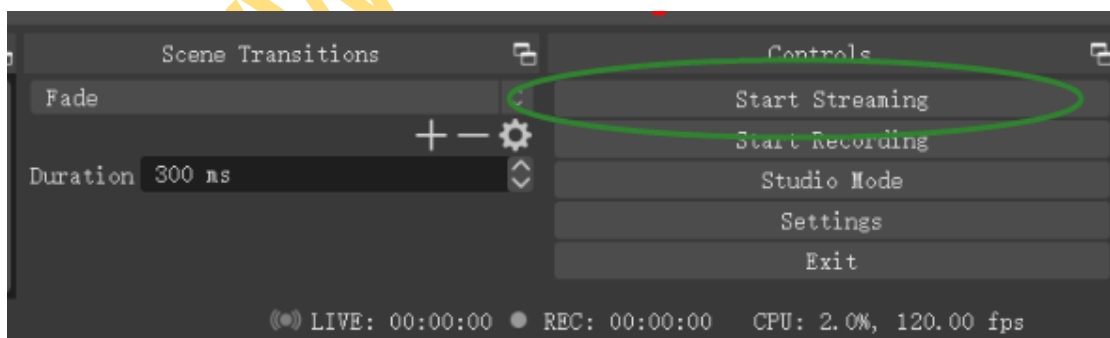 Scene Transitions
Controls
Fade
Start Streaming
Start Recording
Duration 300 ms
Studio Mode
Settings
Exit
LIVE: 00:00:00
REC: 00:00:00
CPU: 2.0%, 120.00 fps